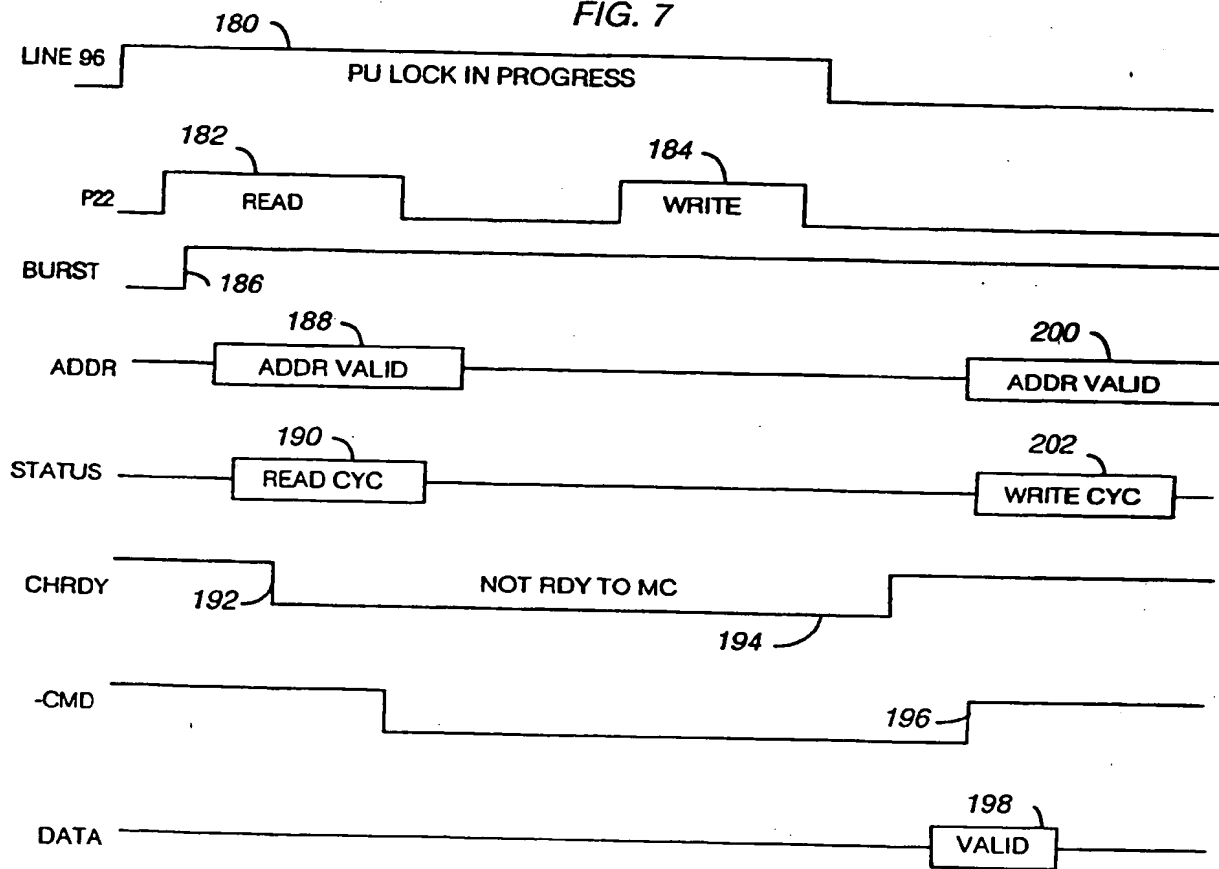 FIG. 7
180
LINE 96
PU LOCK IN PROGRESS
182
184
P22
READ
WRITE
BURST
186
188
200
ADDR
ADDR VALID
ADDR VALID
190
202
STATUS
READ CYC
WRITE CYC
CHRDY
192
NOT RDY TO MC
194
-CMD
196
198
DATA
VALID